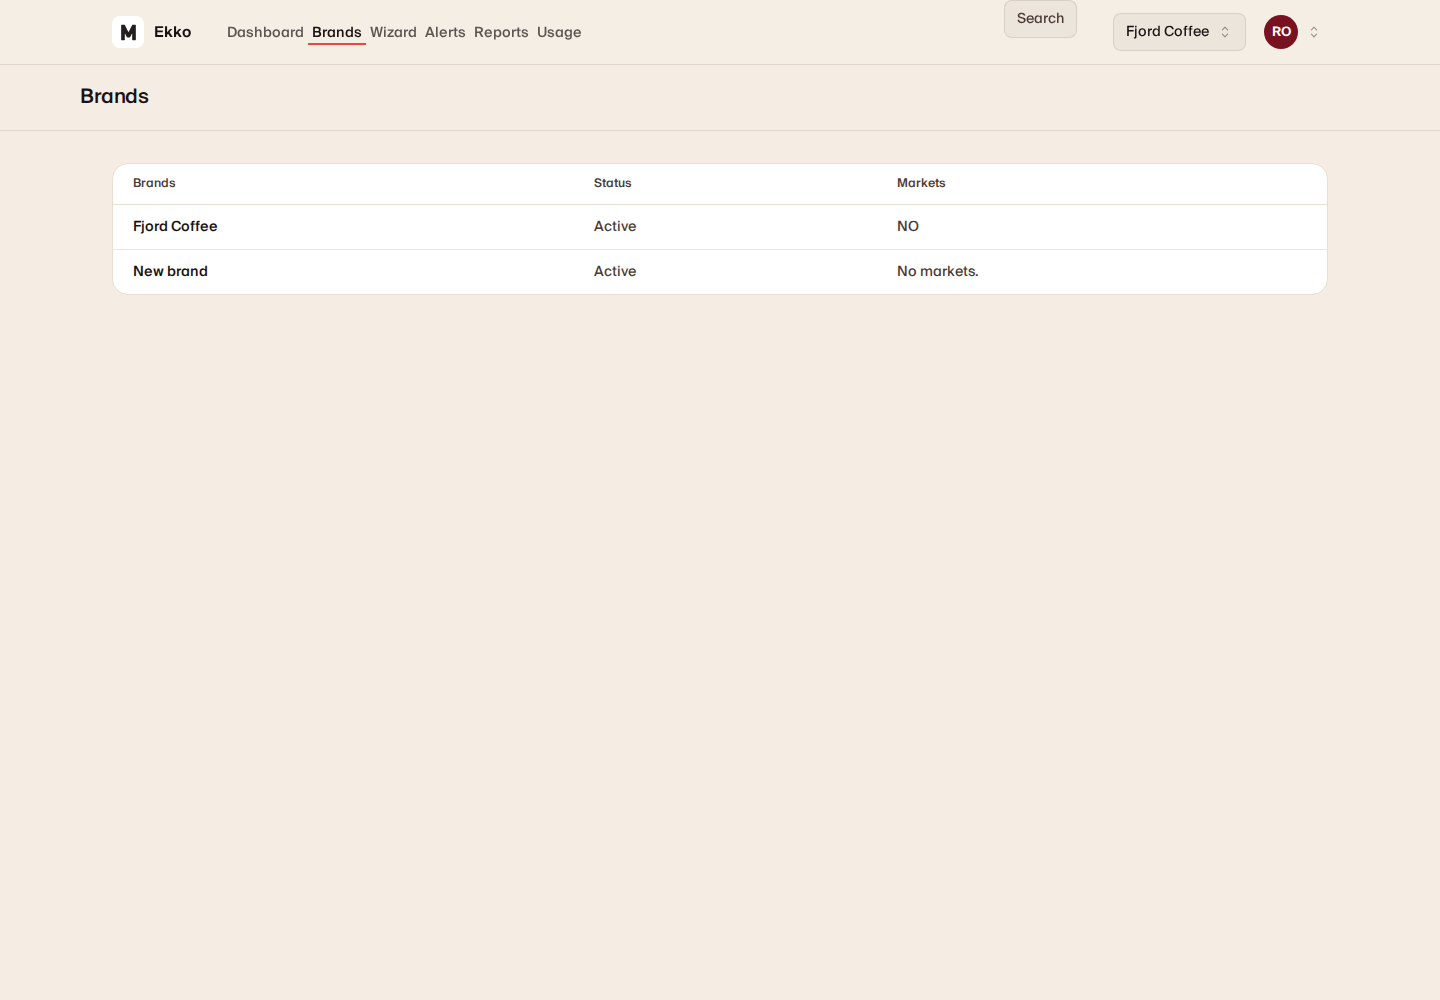 M Ekko Dashboard Brands Wizard Alerts Reports Usage Search Fjord Coffee RO
Brands
Brands Status Markets
Fjord Coffee Active NO
New brand Active No markets.